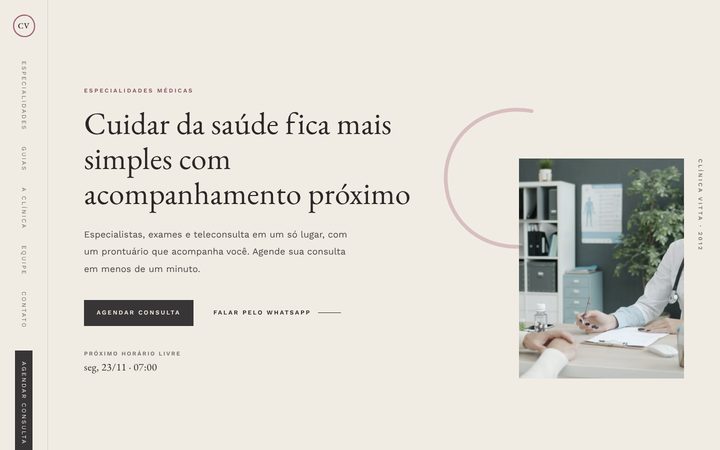 CV
ESPECIALIDADES
GUIAS
A CLÍNICA
EQUIPE
CONTATO
AGENDAR CONSULTA
ESPECIALIDADES MÉDICAS
Cuidar da saúde fica mais
simples com
acompanhamento próximo
Especialistas, exames e teleconsulta em um só lugar, com
um prontuário que acompanha você. Agende sua consulta
em menos de um minuto.
AGENDAR CONSULTA
FALAR PELO WHATSAPP
PRÓXIMO HORÁRIO LIVRE
seg, 23/11 · 07:00
CLÍNICA VITTA · 2012